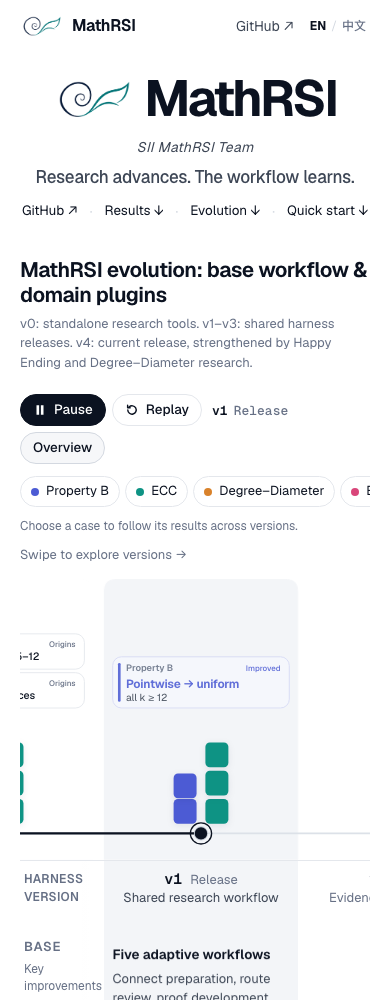 MathRSI
GitHub ↗ EN / 中文
MathRSI
SII MathRSI Team
Research advances. The workflow learns.
GitHub ↗ · Results ↓ · Evolution ↓ · Quick start ↓
MathRSI evolution: base workflow &
domain plugins
v0: standalone research tools. v1–v3: shared harness
releases. v4: current release, strengthened by Happy
Ending and Degree–Diameter research.
Pause Replay v1 Release
Overview
Property B ECC Degree–Diameter
Choose a case to follow its results across versions.
Swipe to explore versions →
Origins
–12
Origins
Property B Improved
Pointwise → uniform
all k ≥ 12
HARNESS
VERSION
v1 Release
Shared research workflow
BASE
Key
improvements
Five adaptive workflows
Connect preparation, route
review, proof development